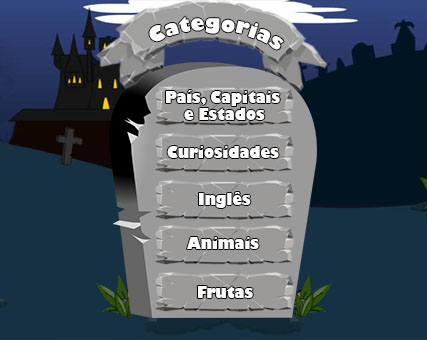 Categorias
País, Capitais
e Estados
Curiosidades
Inglês
Animais
Frutas